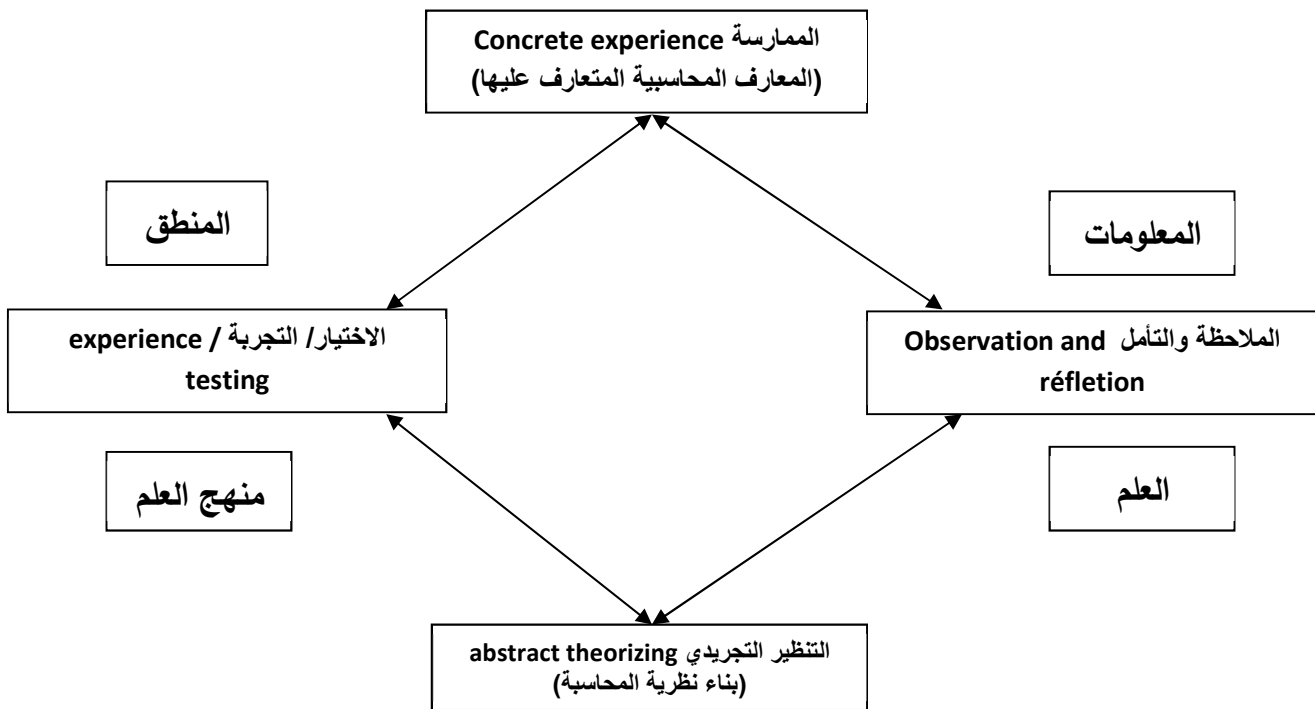 الممارسة Concrete experience
(المعارف المحاسبية المتعارف عليها)
المنطق
المعلومات
الاختيار/ التجربة / experience
testing
الملاحظة والتأمل Observation and
réfletion
منهج العلم
العلم
التنظير التجريدي abstract theorizing
(بناء نظرية المحاسبة)